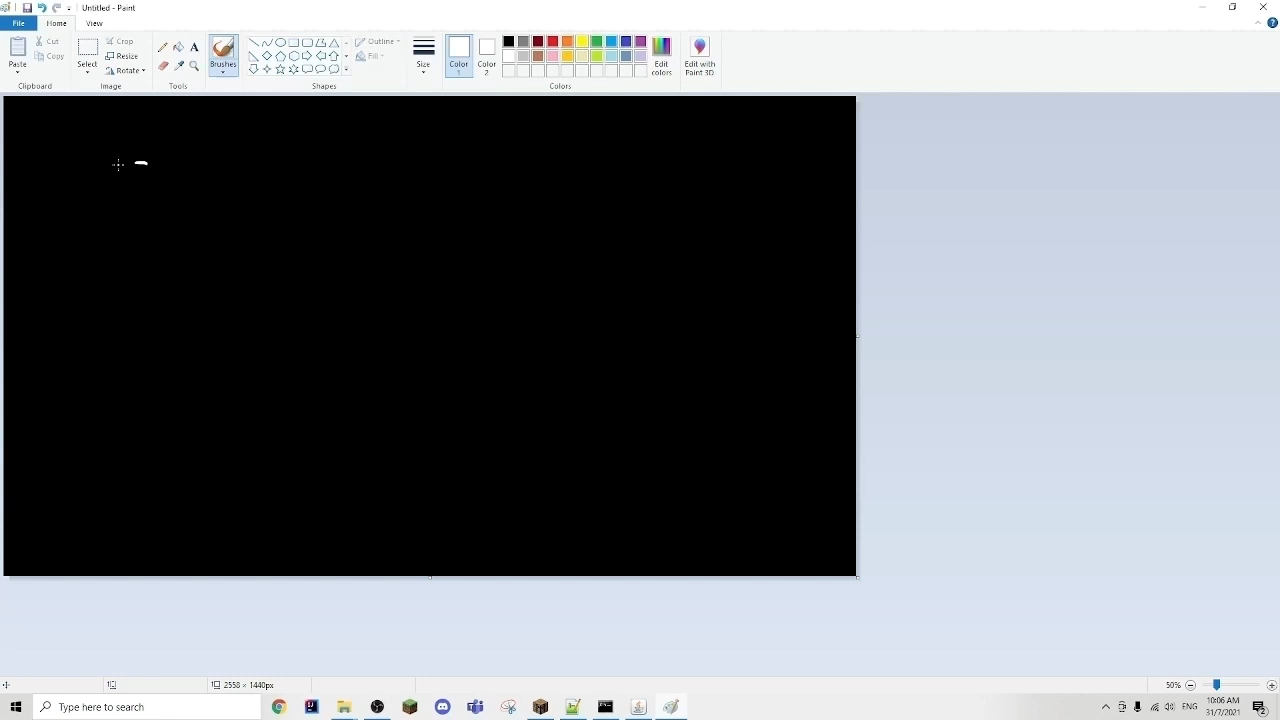 Untitled - Paint
File Home View
Paste
Cut
Copy
Clipboard
Select
Crop
Resize
Rotate
Image
A
Tools
Brushes
Outline
Fill
Shapes
Size
Color 1
Color 2
Edit colors
Colors
Edit with Paint 3D
2558 × 1440px
50%
Type here to search
ENG
10:06 AM
31/7/2021
2